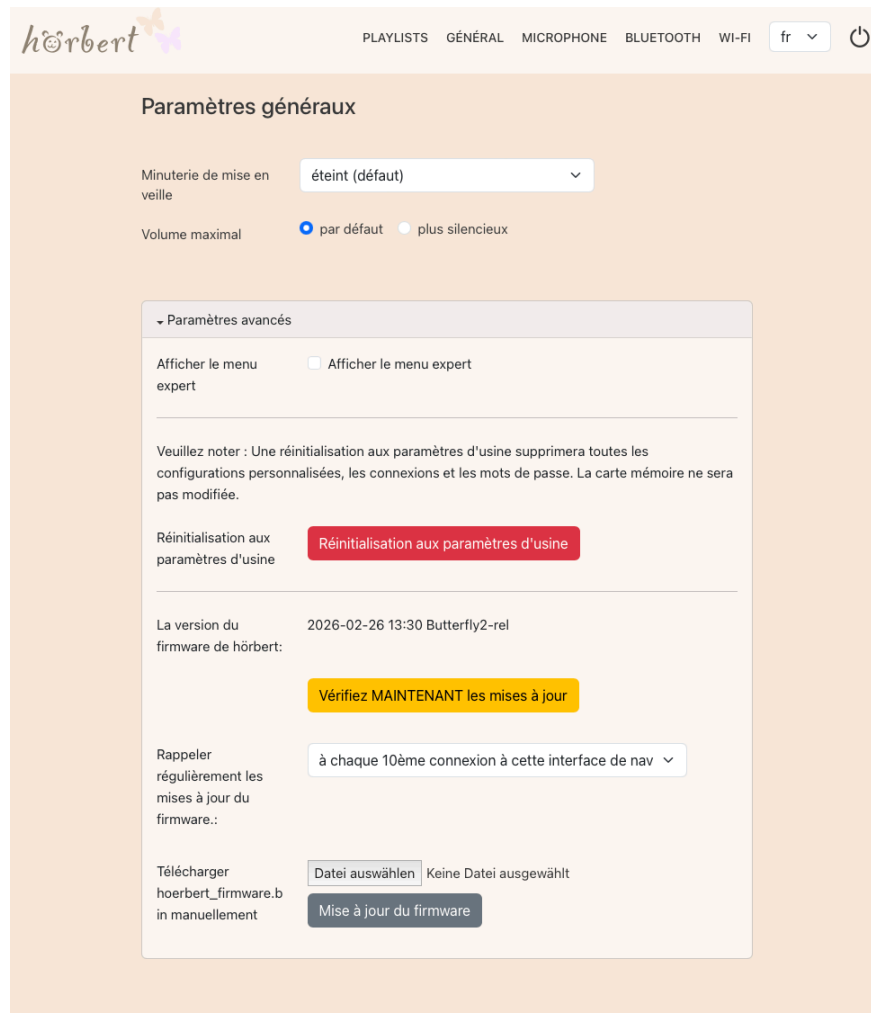 hörbert
PLAYLISTS GÉNÉRAL MICROPHONE BLUETOOTH WI-FI fr
Paramètres généraux
Minuterie de mise en
veille
éteint (défaut)
Volume maximal
par défaut plus silencieux
Paramètres avancés
Afficher le menu
expert
Afficher le menu expert
Veuillez noter : Une réinitialisation aux paramètres d'usine supprimera toutes les
configurations personnalisées, les connexions et les mots de passe. La carte mémoire ne sera
pas modifiée.
Réinitialisation aux
paramètres d'usine
Réinitialisation aux paramètres d'usine
La version du
firmware de hörbert:
2026-02-26 13:30 Butterfly2-rel
Vérifiez MAINTENANT les mises à jour
Rappeler
régulièrement les
mises à jour du
firmware.:
à chaque 10ème connexion à cette interface de nav
Télécharger
hoerbert_firmware.b
in manuellement
Datei auswählen Keine Datei ausgewählt
Mise à jour du firmware